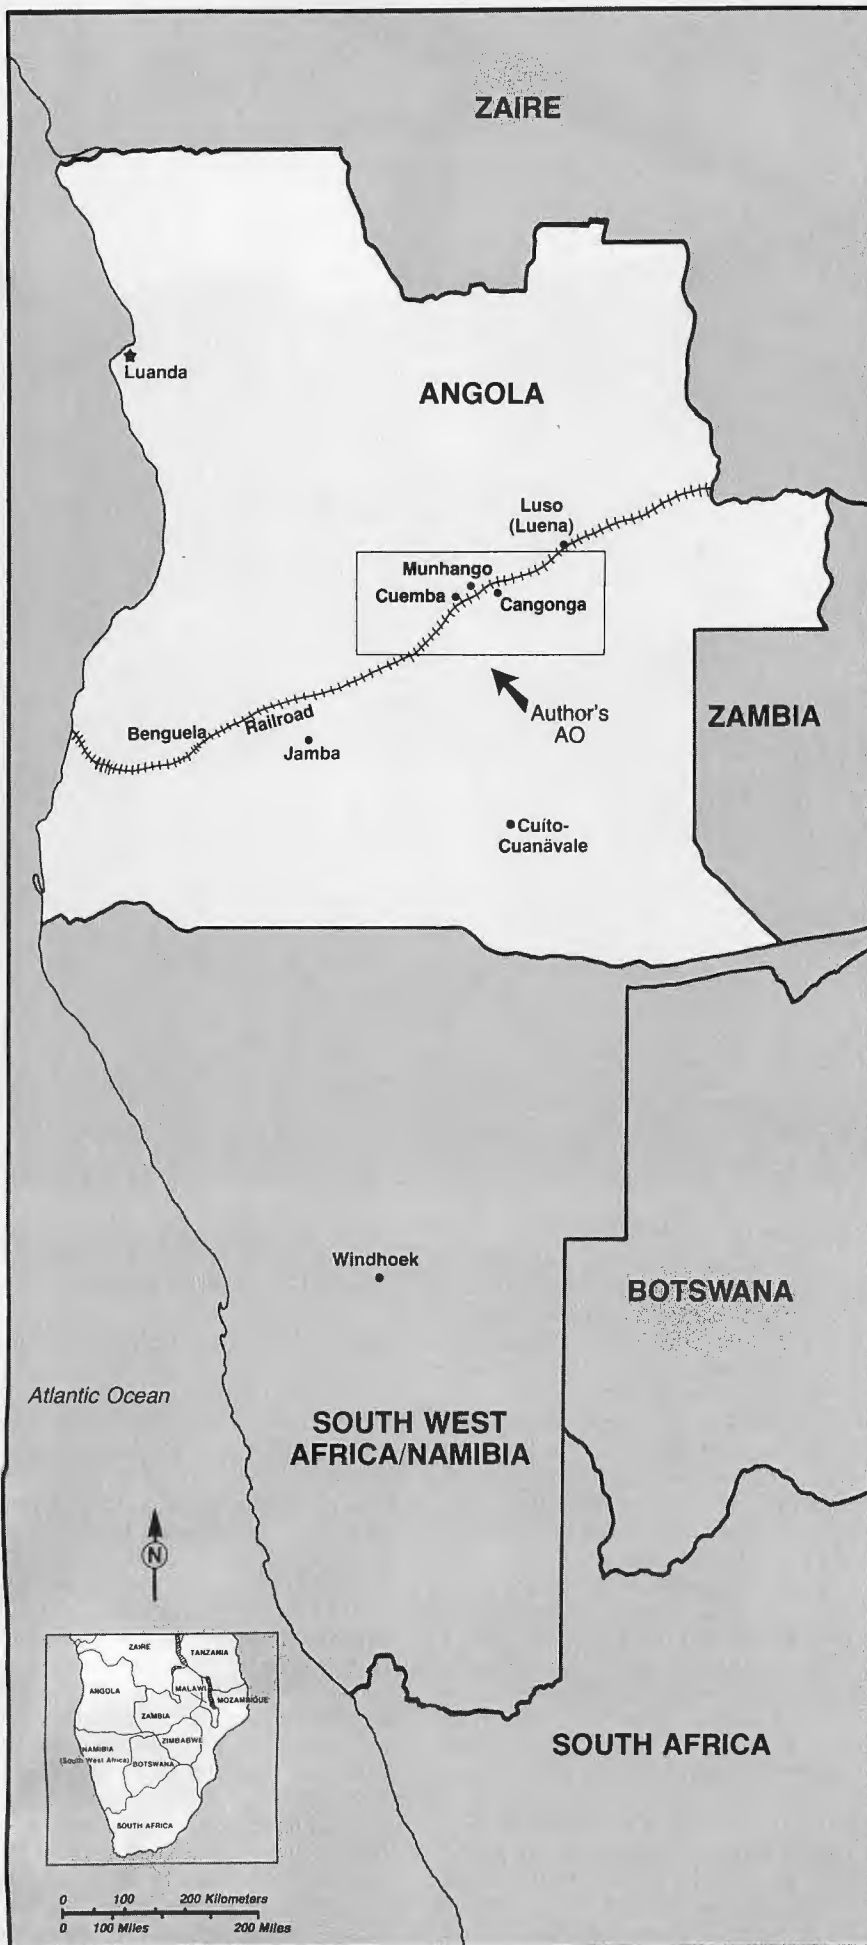 ZAIRE
Luanda
ANGOLA
Luso
(Luena)
Munhango
Cuemba
Cangonga
Benguela Railroad
Jamba
Author's
AO
ZAMBIA
Cuíto-
Cuanävale
Windhoek
BOTSWANA
Atlantic Ocean
SOUTH WEST
AFRICA/NAMIBIA
N
SOUTH AFRICA
ZAIRE
TANZANIA
ANGOLA
MALAWI
MOZAMBIQUE
ZAMBIA
ZIMBABWE
NAMIBIA
(South West Africa)
BOTSWANA
SOUTH AFRICA
0 100 200 Kilometers
0 100 Miles 200 Miles